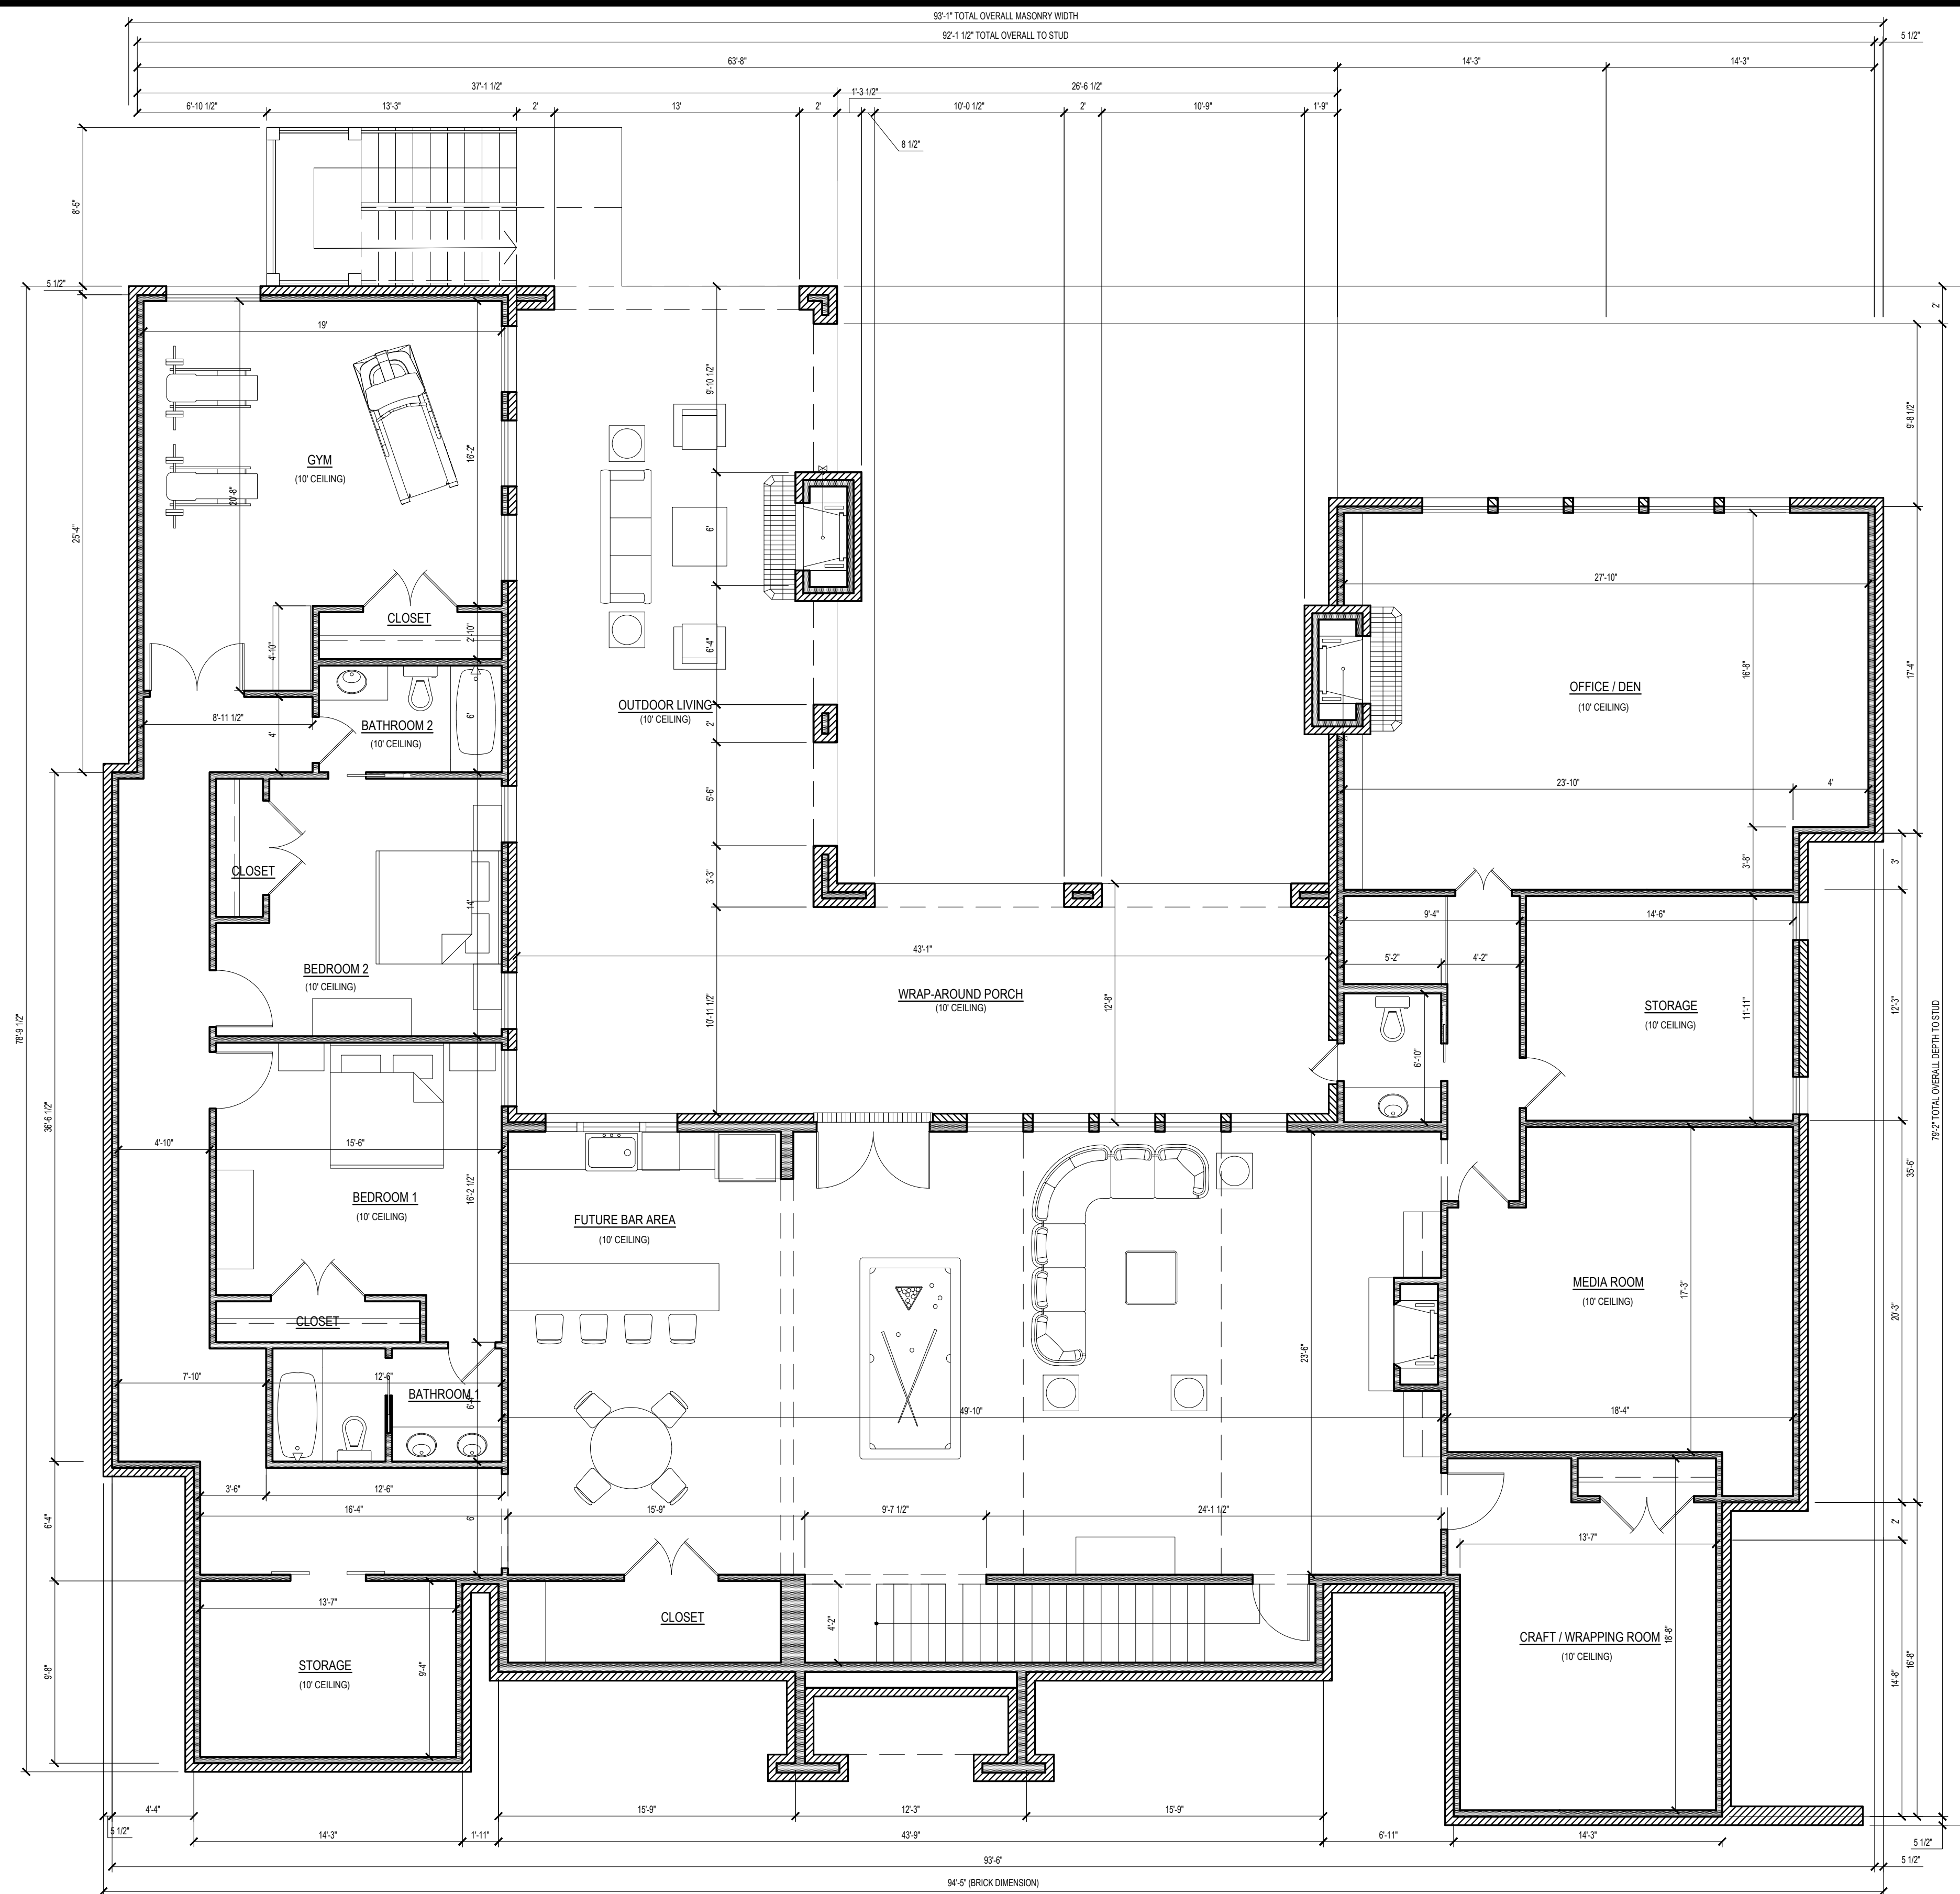 93'-1" TOTAL OVERALL MASONRY WIDTH
92'-1 1/2" TOTAL OVERALL TO STUD
5 1/2"
63'-8"
14'-3"
14'-3"
37'-1 1/2"
26'-6 1/2"
6'-10 1/2"
13'-3"
2'
13'
2'
1'-3 1/2"
10'-0 1/2"
2'
10'-9"
1'-9"
8 1/2"
8'-5"
5 1/2"
2'
19'
9'-10 1/2"
9'-8 1/2"
GYM
(10' CEILING)
16'-2"
20'-8"
25'-4"
6'
27'-10"
CLOSET
2'-10"
4'-10"
6'-4"
16'-8"
17'-4"
OFFICE / DEN
(10' CEILING)
OUTDOOR LIVING
(10' CEILING)
8'-11 1/2"
4'
BATHROOM 2
(10' CEILING)
6'
2'
23'-10"
4'
5'-6"
CLOSET
3'-3"
3'-8"
3'
14'
9'-4"
14'-6"
43'-1"
5'-2"
4'-2"
BEDROOM 2
(10' CEILING)
WRAP-AROUND PORCH
(10' CEILING)
10'-11 1/2"
12'-8"
STORAGE
(10' CEILING)
11'-11"
12'-3"
78'-9 1/2"
79'-2" TOTAL OVERALL DEPTH TO STUD
6'-10"
36'-6 1/2"
4'-10"
15'-6"
16'-2 1/2"
35'-6"
BEDROOM 1
(10' CEILING)
FUTURE BAR AREA
(10' CEILING)
MEDIA ROOM
(10' CEILING)
17'-3"
20'-3"
CLOSET
23'-6"
7'-10"
12'-6"
BATHROOM 1
6'-4"
49'-10"
18'-4"
3'-6"
12'-6"
16'-4"
6'
15'-9"
9'-7 1/2"
24'-1 1/2"
6'-4"
2'
13'-7"
13'-7"
4'-2"
CLOSET
STORAGE
(10' CEILING)
9'-4"
9'-8"
CRAFT / WRAPPING ROOM
(10' CEILING)
18'-8"
14'-8"
16'-8"
4'-4"
15'-9"
12'-3"
15'-9"
5 1/2"
14'-3"
1'-11"
43'-9"
6'-11"
14'-3"
5 1/2"
93'-6"
5 1/2"
94'-5" (BRICK DIMENSION)